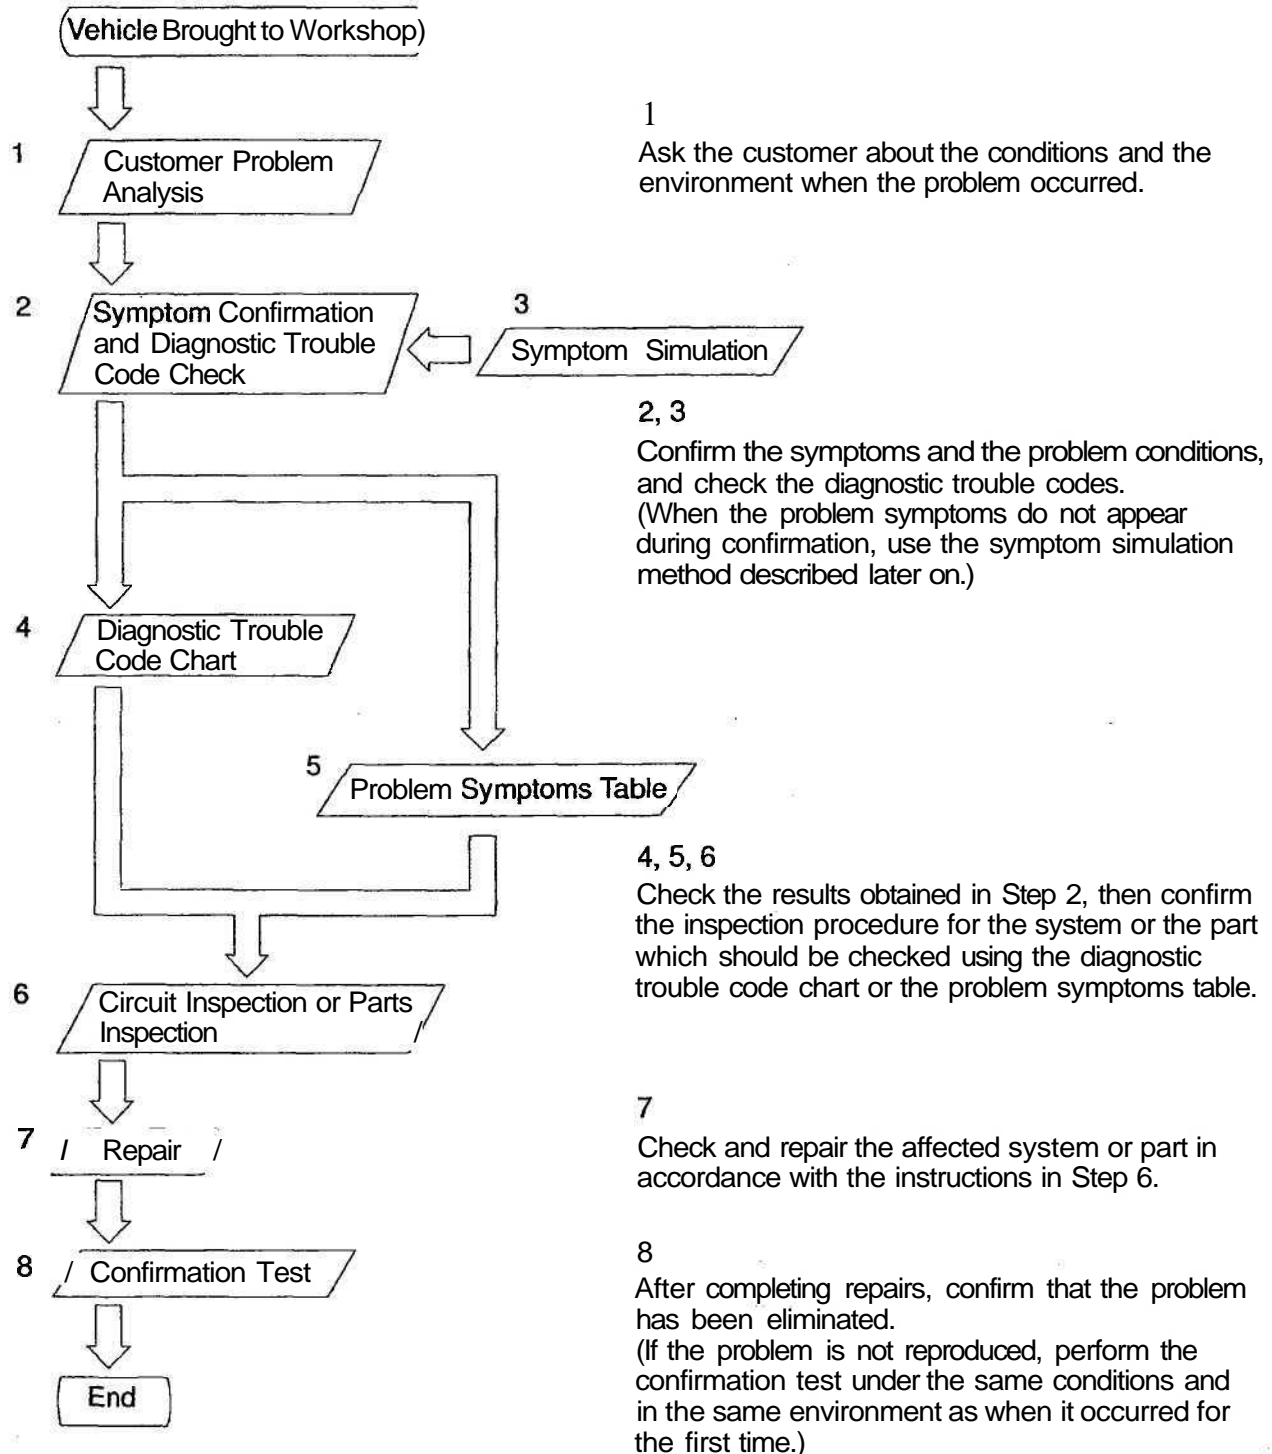 (Vehicle Brought to Workshop)
1
Customer Problem
Analysis
1
Ask the customer about the conditions and the
environment when the problem occurred.
2
Symptom Confirmation
and Diagnostic Trouble
Code Check
3
Symptom Simulation
2, 3
Confirm the symptoms and the problem conditions,
and check the diagnostic trouble codes.
(When the problem symptoms do not appear
during confirmation, use the symptom simulation
method described later on.)
4
Diagnostic Trouble
Code Chart
5
Problem Symptoms Table
4, 5, 6
Check the results obtained in Step 2, then confirm
the inspection procedure for the system or the part
which should be checked using the diagnostic
trouble code chart or the problem symptoms table.
6
Circuit Inspection or Parts
Inspection
7
Repair
7
Check and repair the affected system or part in
accordance with the instructions in Step 6.
8
Confirmation Test
8
After completing repairs, confirm that the problem
has been eliminated.
(If the problem is not reproduced, perform the
confirmation test under the same conditions and
in the same environment as when it occurred for
the first time.)
End